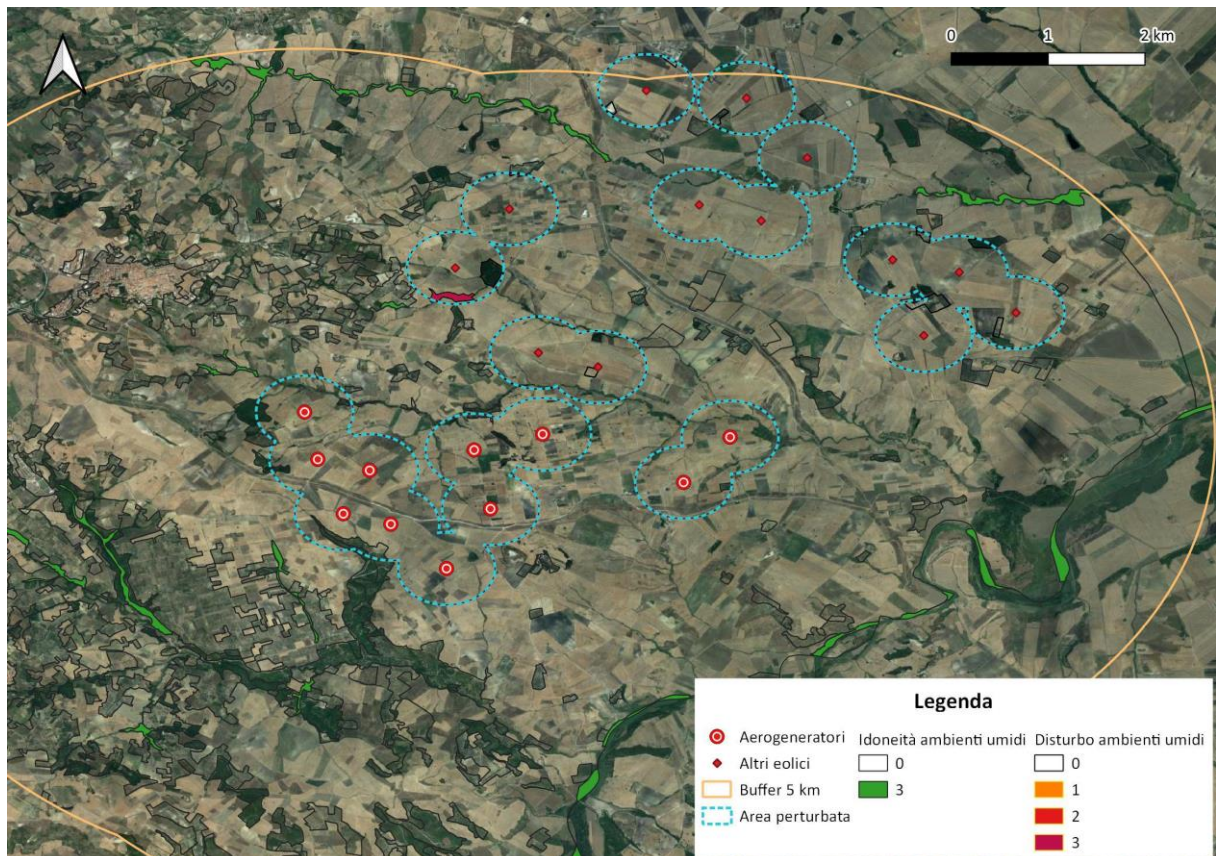 0 1 2 km
Legenda
Aerogeneratori
Altri eolici
Buffer 5 km
Area perturbata
Idoneità ambienti umidi
0
3
Disturbo ambienti umidi
0
1
2
3